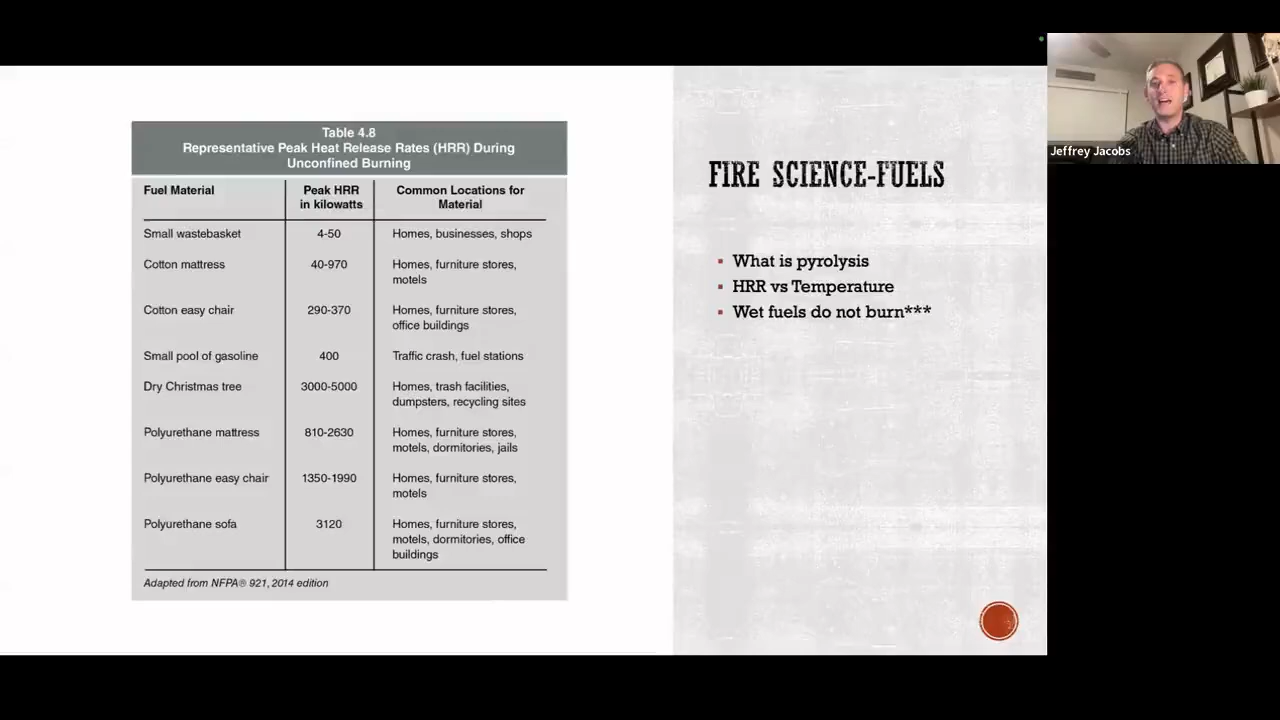 Table 4.8
Representative Peak Heat Release Rates (HRR) During
Unconfined Burning
Fuel Material
Peak HRR
in kilowatts
Common Locations for
Material
Small wastebasket
4-50
Homes, businesses, shops
Cotton mattress
40-970
Homes, furniture stores,
motels
Cotton easy chair
290-370
Homes, furniture stores,
office buildings
Small pool of gasoline
400
Traffic crash, fuel stations
Dry Christmas tree
3000-5000
Homes, trash facilities,
dumpsters, recycling sites
Polyurethane mattress
810-2630
Homes, furniture stores,
motels, dormitories, jails
Polyurethane easy chair
1350-1990
Homes, furniture stores,
motels
Polyurethane sofa
3120
Homes, furniture stores,
motels, dormitories, office
buildings
Adapted from NFPA® 921, 2014 edition
FIRE SCIENCE-FUELS
▪ What is pyrolysis
▪ HRR vs Temperature
▪ Wet fuels do not burn***
Jeffrey Jacobs